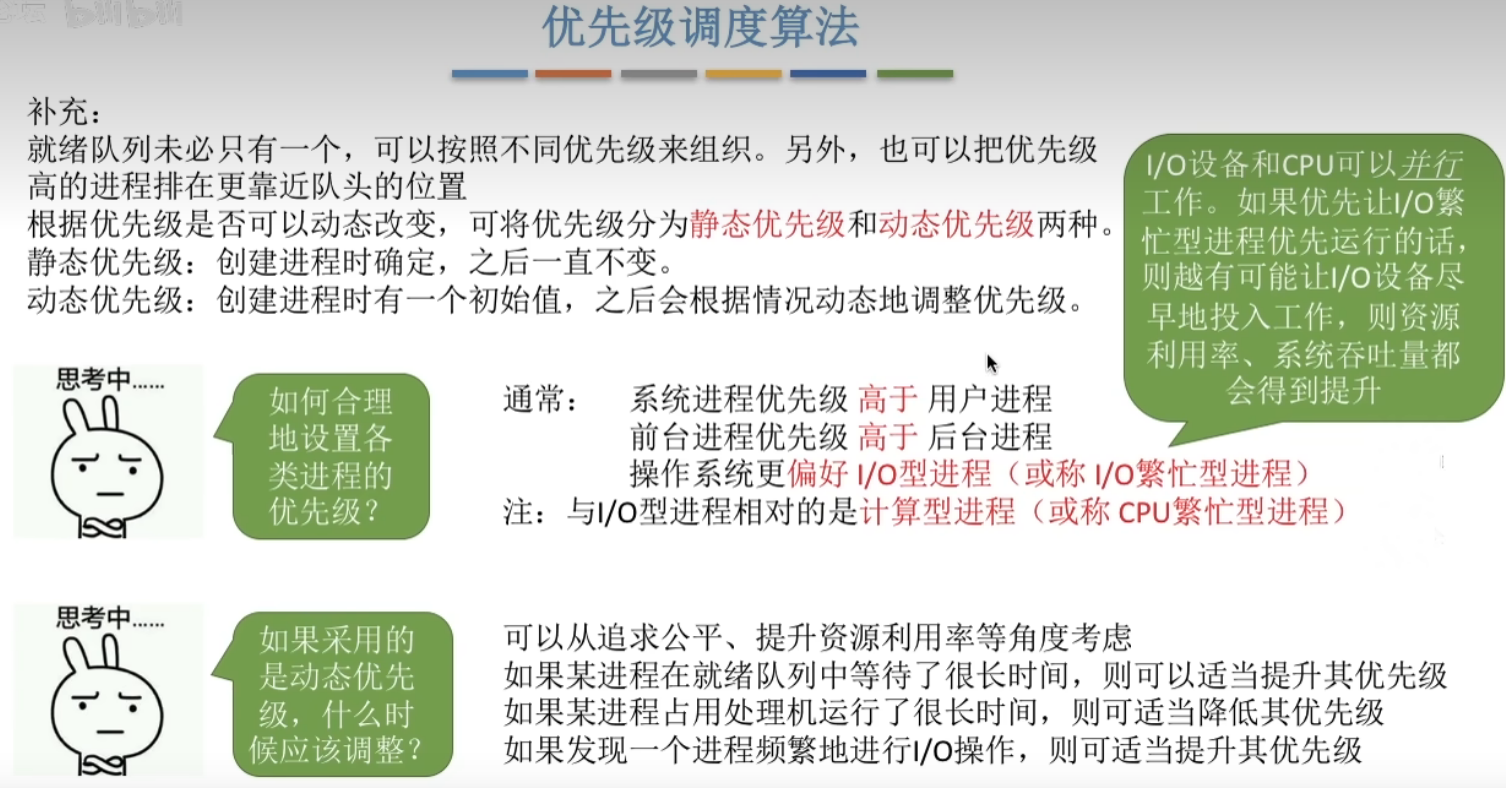 bilibili
优先级调度算法
补充：
就绪队列未必只有一个，可以按照不同优先级来组织。另外，也可以把优先级
高的进程排在更靠近队头的位置
根据优先级是否可以动态改变，可将优先级分为静态优先级和动态优先级两种。
静态优先级：创建进程时确定，之后一直不变。
动态优先级：创建进程时有一个初始值，之后会根据情况动态地调整优先级。
I/O设备和CPU可以并行
工作。如果优先让I/O繁
忙型进程优先运行的话，
则越有可能让I/O设备尽
早地投入工作，则资源
利用率、系统吞吐量都
会得到提升
思考中......
如何合理
地设置各
类进程的
优先级？
通常： 系统进程优先级 高于 用户进程
前台进程优先级 高于 后台进程
操作系统更偏好 I/O型进程（或称 I/O繁忙型进程）
注：与I/O型进程相对的是计算型进程（或称 CPU繁忙型进程）
思考中......
如果采用的
是动态优先
级，什么时
候应该调整？
可以从追求公平、提升资源利用率等角度考虑
如果某进程在就绪队列中等待了很长时间，则可以适当提升其优先级
如果某进程占用处理机运行了很长时间，则可适当降低其优先级
如果发现一个进程频繁地进行I/O操作，则可适当提升其优先级